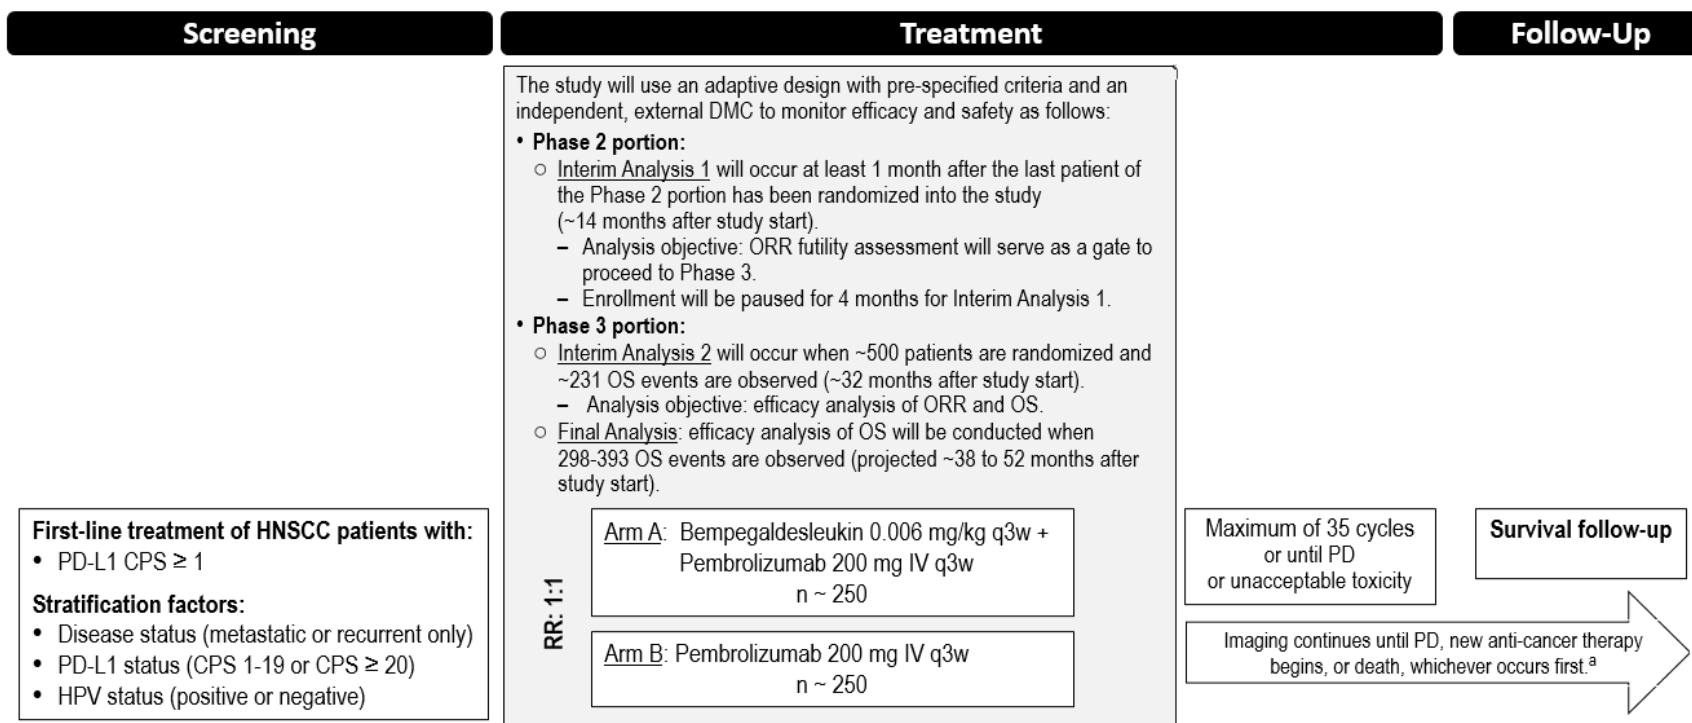 Screening
Treatment
Follow-Up
The study will use an adaptive design with pre-specified criteria and an
independent, external DMC to monitor efficacy and safety as follows:
• Phase 2 portion:
○ Interim Analysis 1 will occur at least 1 month after the last patient of
the Phase 2 portion has been randomized into the study
(~14 months after study start).
– Analysis objective: ORR futility assessment will serve as a gate to
proceed to Phase 3.
– Enrollment will be paused for 4 months for Interim Analysis 1.
• Phase 3 portion:
○ Interim Analysis 2 will occur when ~500 patients are randomized and
~231 OS events are observed (~32 months after study start).
– Analysis objective: efficacy analysis of ORR and OS.
○ Final Analysis: efficacy analysis of OS will be conducted when
298-393 OS events are observed (projected ~38 to 52 months after
study start).
First-line treatment of HNSCC patients with:
• PD-L1 CPS ≥ 1
Stratification factors:
• Disease status (metastatic or recurrent only)
• PD-L1 status (CPS 1-19 or CPS ≥ 20)
• HPV status (positive or negative)
RR: 1:1
Arm A: Bempegaldesleukin 0.006 mg/kg q3w +
Pembrolizumab 200 mg IV q3w
n ~ 250
Arm B: Pembrolizumab 200 mg IV q3w
n ~ 250
Maximum of 35 cycles
or until PD
or unacceptable toxicity
Survival follow-up
Imaging continues until PD, new anti-cancer therapy
begins, or death, whichever occurs first.a